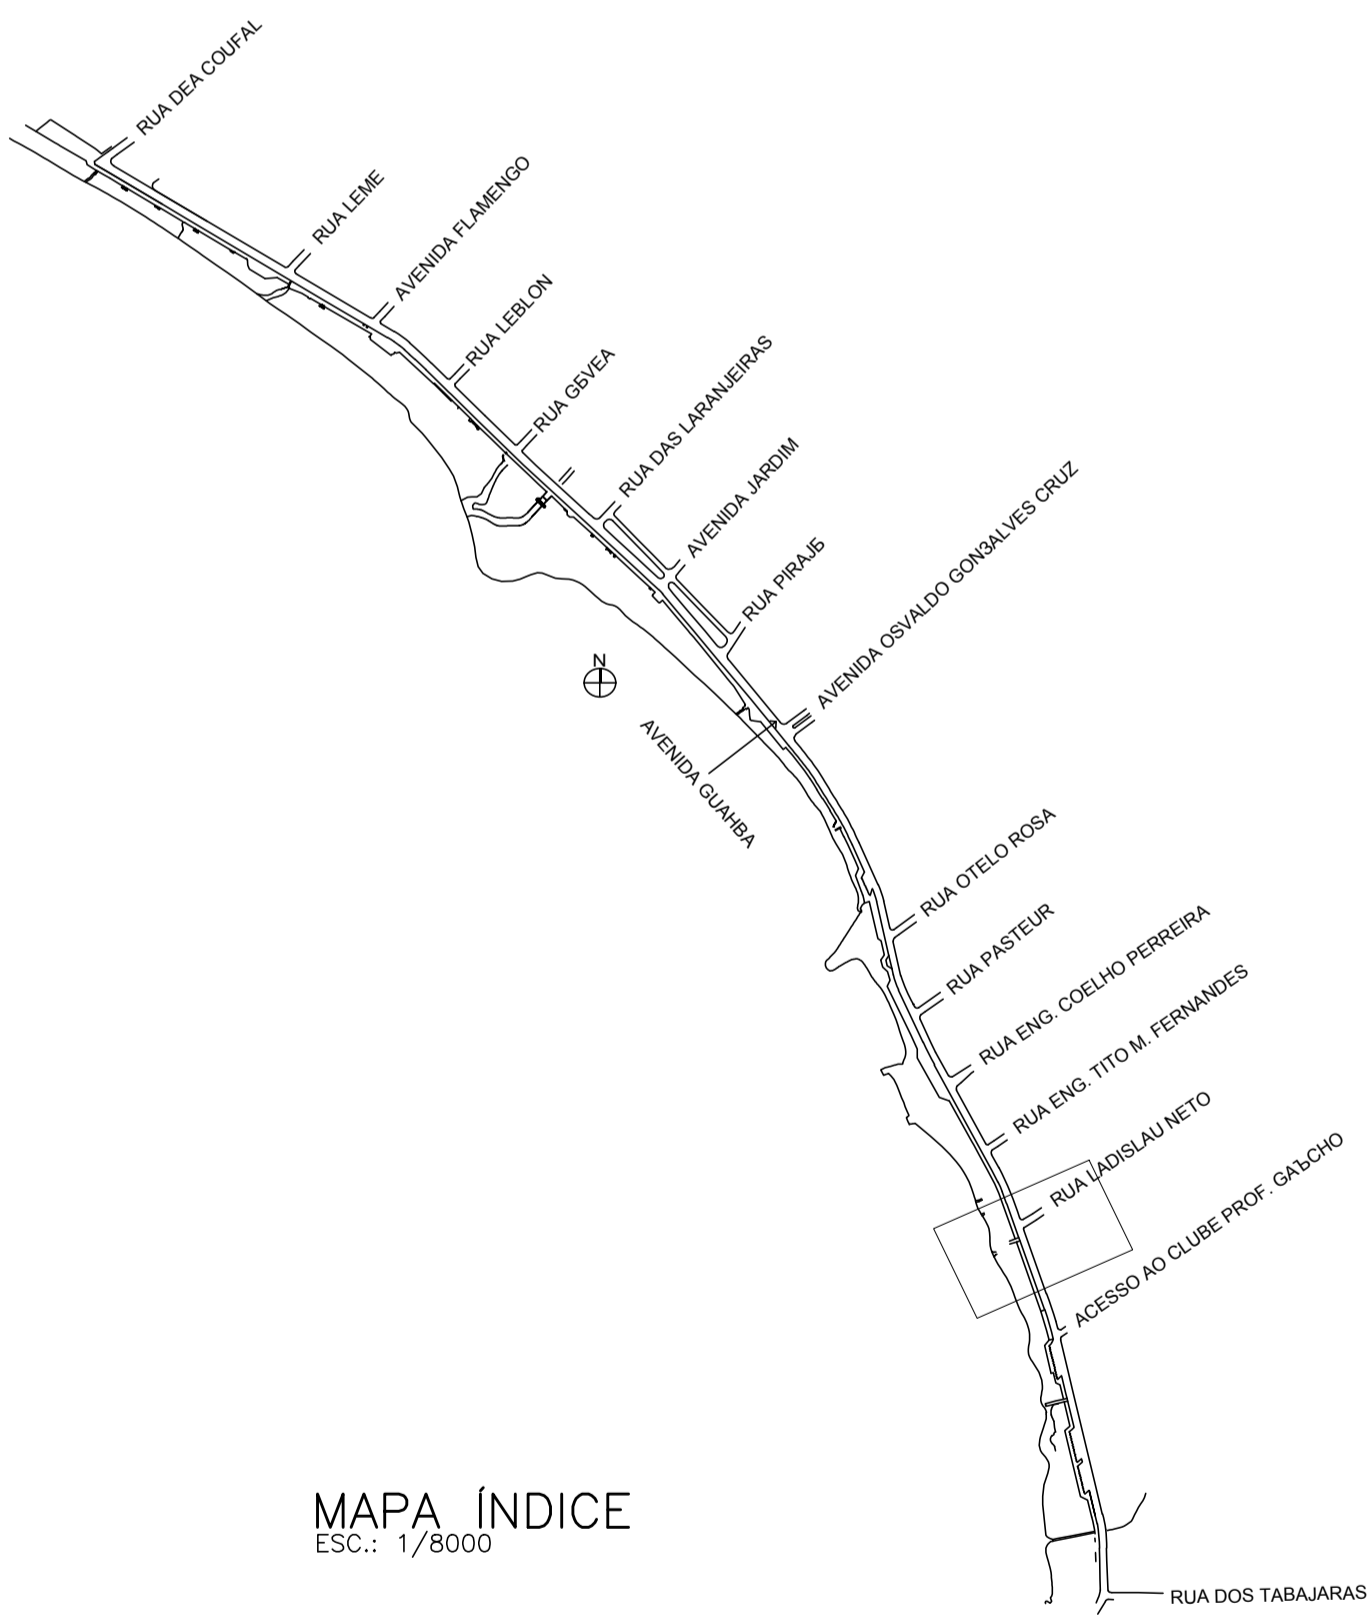 RUA DEA COUFAL
RUA LEME
AVENIDA FLAMENGO
RUA LEBLON
RUA GБVEA
RUA DAS LARANJEIRAS
AVENIDA JARDIM
RUA PIRAJБ
AVENIDA OSVALDO GONЗALVES CRUZ
N
AVENIDA GUAHBA
RUA OTELO ROSA
RUA PASTEUR
RUA ENG. COELHO PERREIRA
RUA ENG. TITO M. FERNANDES
RUA LADISLAU NETO
ACESSO AO CLUBE PROF. GAЪCHO
MAPA ÍNDICE
ESC.: 1/8000
RUA DOS TABAJARAS